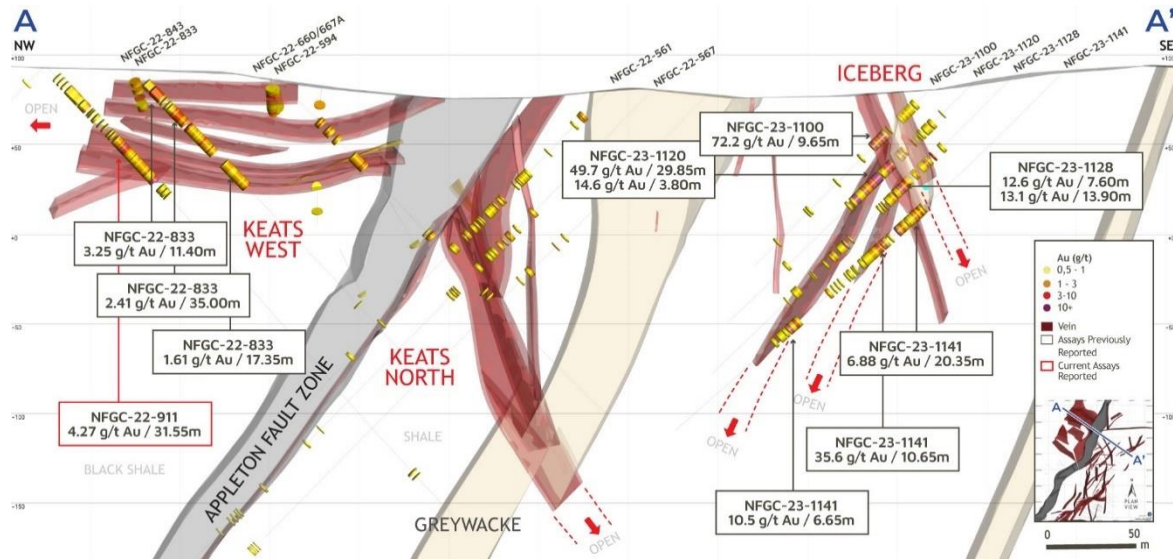 A
NW
NFGC-22-843
NFGC-22-833
NFGC-22-660/667A
NFGC-22-594
NFGC-22-561
NFGC-22-567
ICEBERG
NFGC-23-1100
NFGC-23-1120
NFGC-23-1128
NFGC-23-1141
A'
SE
+100
+100
OPEN
+50
+50
NFGC-23-1100
72.2 g/t Au / 9.65m
NFGC-23-1120
49.7 g/t Au / 29.85m
14.6 g/t Au / 3.80m
NFGC-23-1128
12.6 g/t Au / 7.60m
13.1 g/t Au / 13.90m
KEATS
WEST
NFGC-22-833
3.25 g/t Au / 11.40m
NFGC-22-833
2.41 g/t Au / 35.00m
NFGC-22-833
1.61 g/t Au / 17.35m
NFGC-22-911
4.27 g/t Au / 31.55m
+0
-50
-100
-150
BLACK SHALE
APPLETON FAULT ZONE
KEATS
NORTH
SHALE
GREYWACKE
OPEN
OPEN
OPEN
OPEN
NFGC-23-1141
6.88 g/t Au / 20.35m
NFGC-23-1141
35.6 g/t Au / 10.65m
NFGC-23-1141
10.5 g/t Au / 6.65m
Au (g/t)
0,5 - 1
1 - 3
3-10
10+
Vein
Assays Previously
Reported
Current Assays
Reported
A
A'
N
PLAN
VIEW
0 m 50